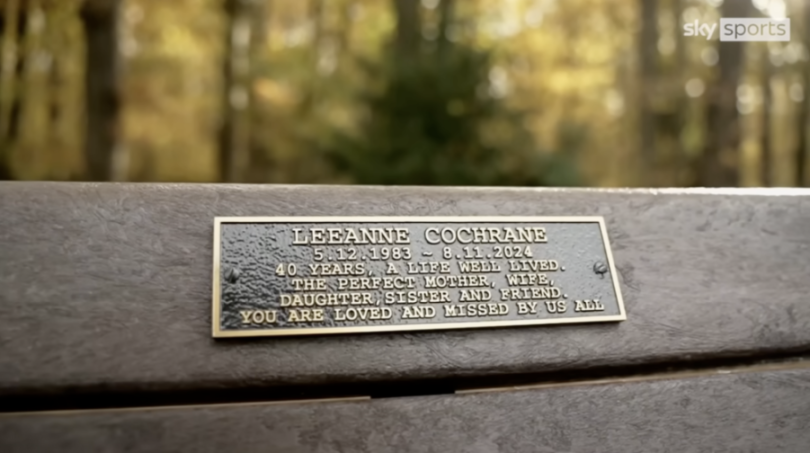 sky sports
LEEANNE COCHRANE
5.12.1983 ~ 8.11.2024
40 YEARS, A LIFE WELL LIVED.
THE PERFECT MOTHER, WIFE,
DAUGHTER, SISTER AND FRIEND.
YOU ARE LOVED AND MISSED BY US ALL